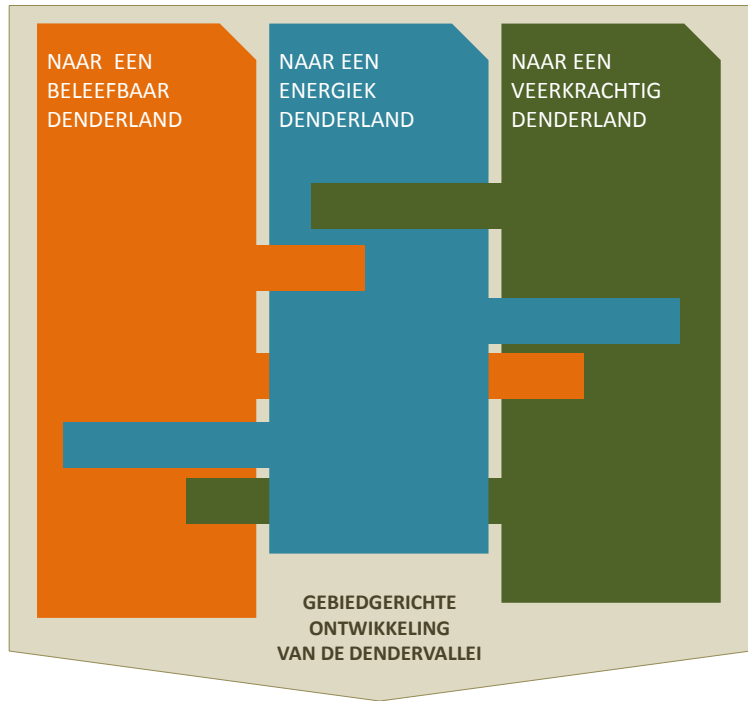 NAAR EEN
BELEEFBAAR
DENDERLAND
NAAR EEN
ENERGIEK
DENDERLAND
NAAR EEN
VEERKRACHTIG
DENDERLAND
GEBIEDGERICHTE
ONTWIKKELING
VAN DE DENDERVALLEI